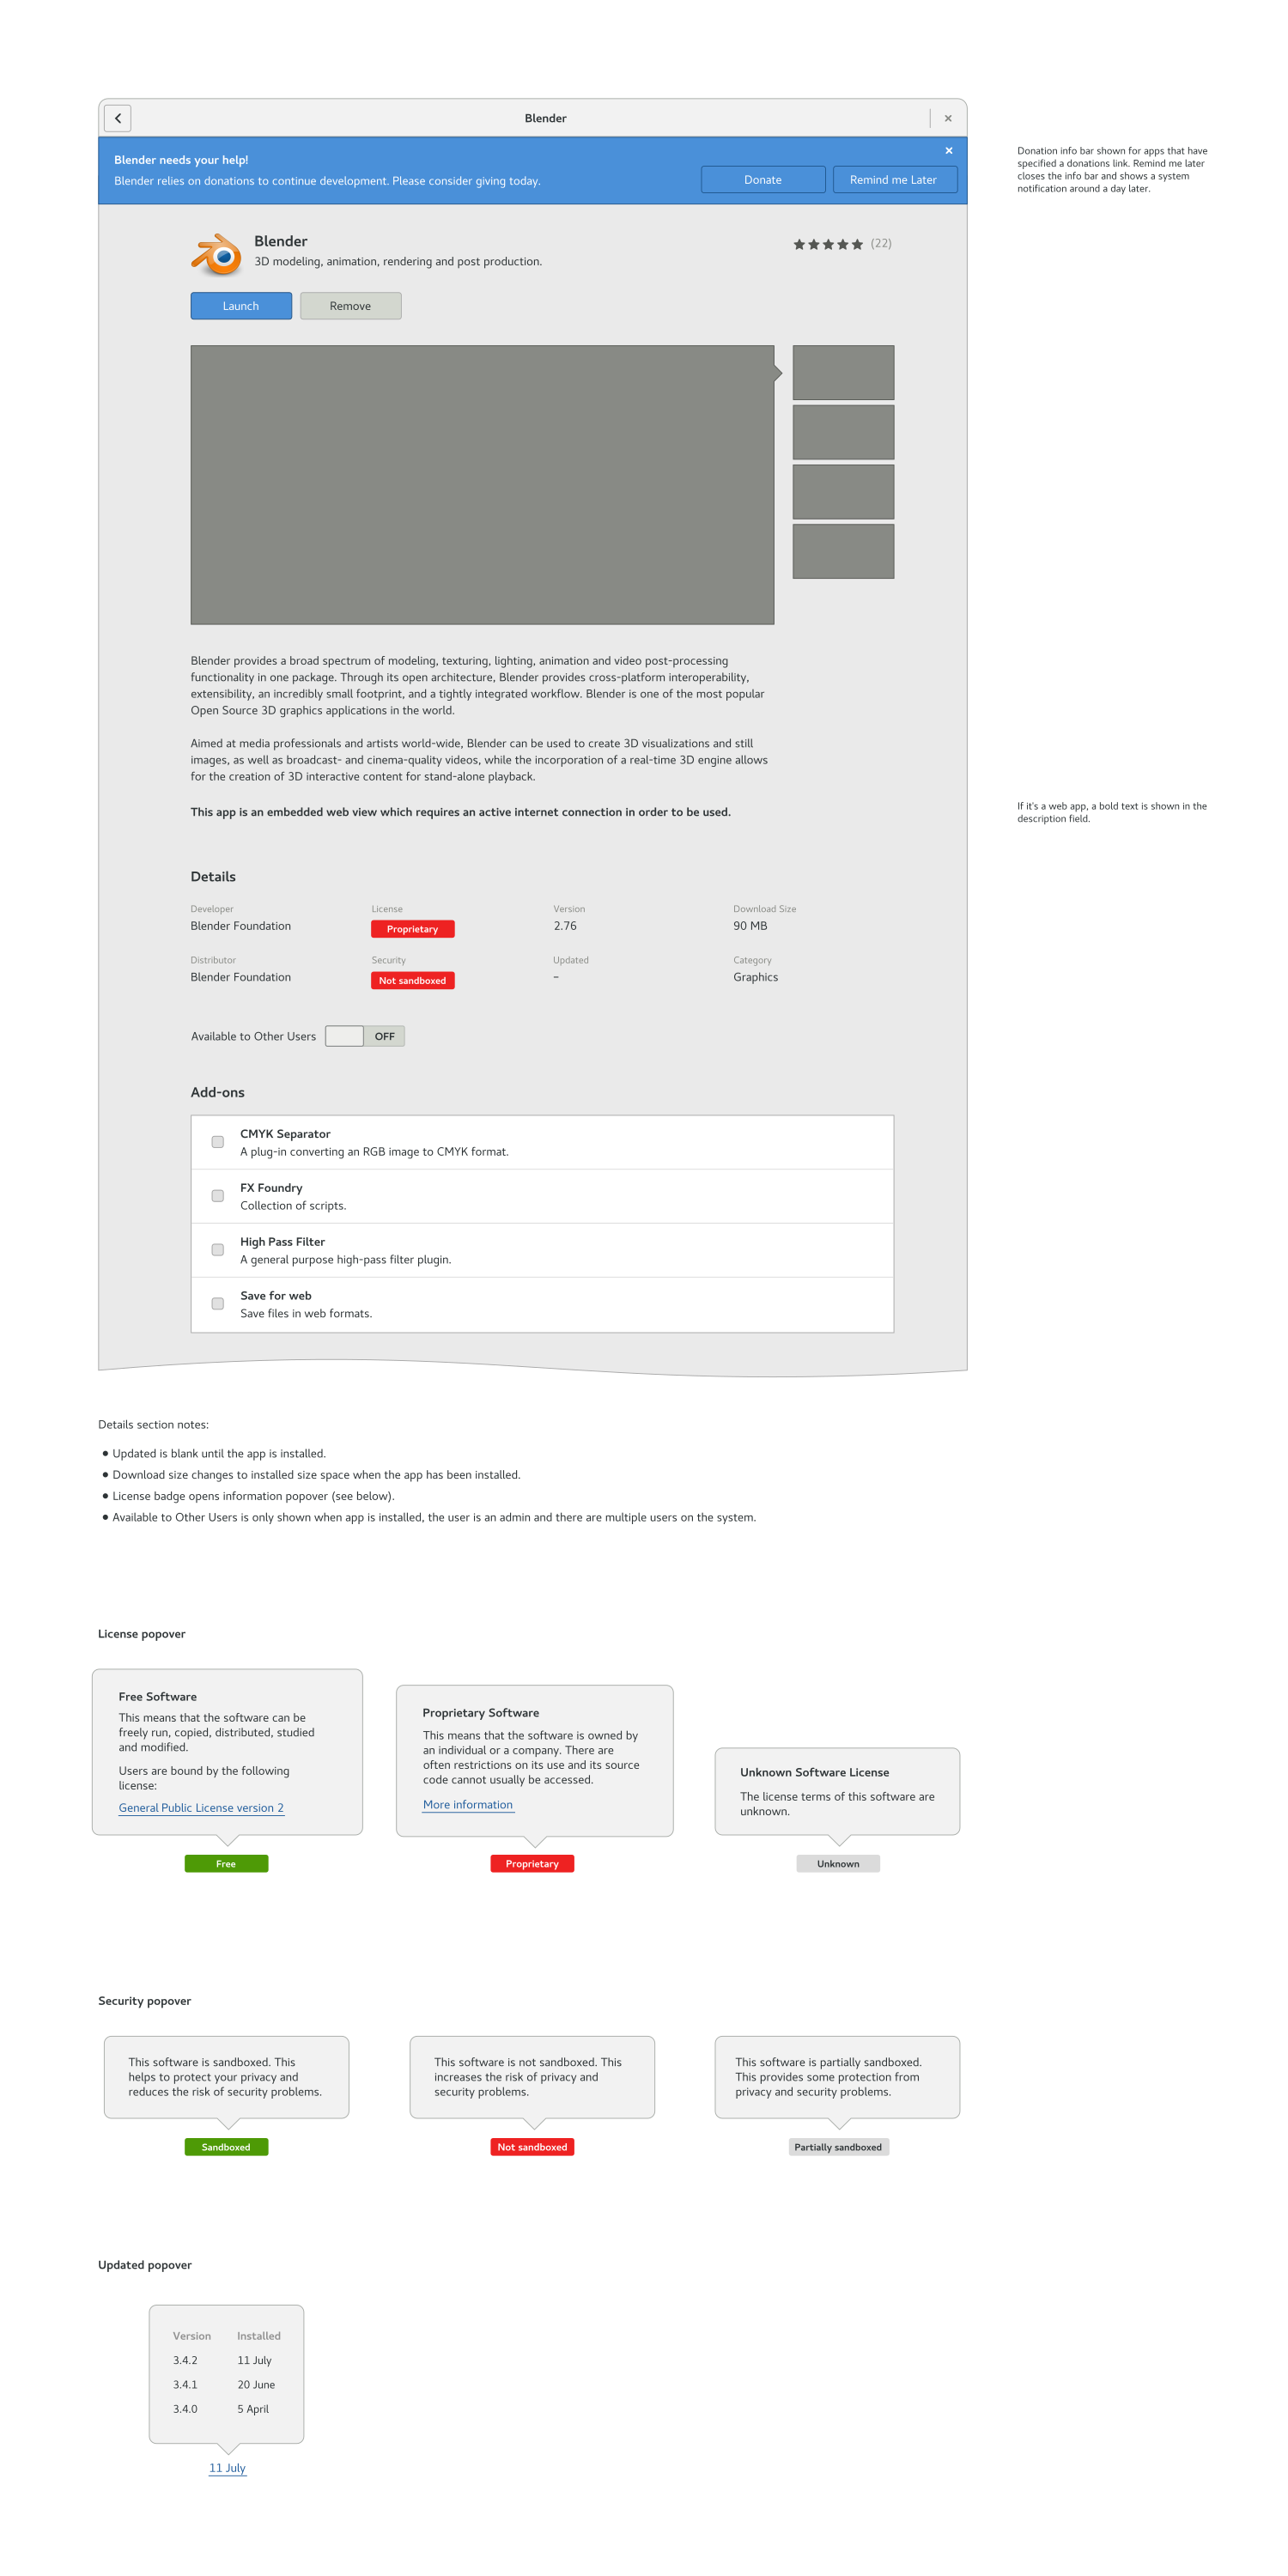 Blender
Blender needs your help!
Blender relies on donations to continue development. Please consider giving today.
Donate
Remind me Later
Donation info bar shown for apps that have
specified a donations link. Remind me later
closes the info bar and shows a system
notification around a day later.
Blender
3D modeling, animation, rendering and post production.
(22)
Launch
Remove
Blender provides a broad spectrum of modeling, texturing, lighting, animation and video post-processing
functionality in one package. Through its open architecture, Blender provides cross-platform interoperability,
extensibility, an incredibly small footprint, and a tightly integrated workflow. Blender is one of the most popular
Open Source 3D graphics applications in the world.
Aimed at media professionals and artists world-wide, Blender can be used to create 3D visualizations and still
images, as well as broadcast- and cinema-quality videos, while the incorporation of a real-time 3D engine allows
for the creation of 3D interactive content for stand-alone playback.
This app is an embedded web view which requires an active internet connection in order to be used.
If it's a web app, a bold text is shown in the
description field.
Details
Developer
Blender Foundation
License
Proprietary
Version
2.76
Download Size
90 MB
Distributor
Blender Foundation
Security
Not sandboxed
Updated
–
Category
Graphics
Available to Other Users
OFF
Add-ons
CMYK Separator
A plug-in converting an RGB image to CMYK format.
FX Foundry
Collection of scripts.
High Pass Filter
A general purpose high-pass filter plugin.
Save for web
Save files in web formats.
Details section notes:
• Updated is blank until the app is installed.
• Download size changes to installed size space when the app has been installed.
• License badge opens information popover (see below).
• Available to Other Users is only shown when app is installed, the user is an admin and there are multiple users on the system.
License popover
Free Software
This means that the software can be
freely run, copied, distributed, studied
and modified.
Users are bound by the following
license:
General Public License version 2
Free
Proprietary Software
This means that the software is owned by
an individual or a company. There are
often restrictions on its use and its source
code cannot usually be accessed.
More information
Proprietary
Unknown Software License
The license terms of this software are
unknown.
Unknown
Security popover
This software is sandboxed. This
helps to protect your privacy and
reduces the risk of security problems.
Sandboxed
This software is not sandboxed. This
increases the risk of privacy and
security problems.
Not sandboxed
This software is partially sandboxed.
This provides some protection from
privacy and security problems.
Partially sandboxed
Updated popover
Version Installed
3.4.2 11 July
3.4.1 20 June
3.4.0 5 April
11 July